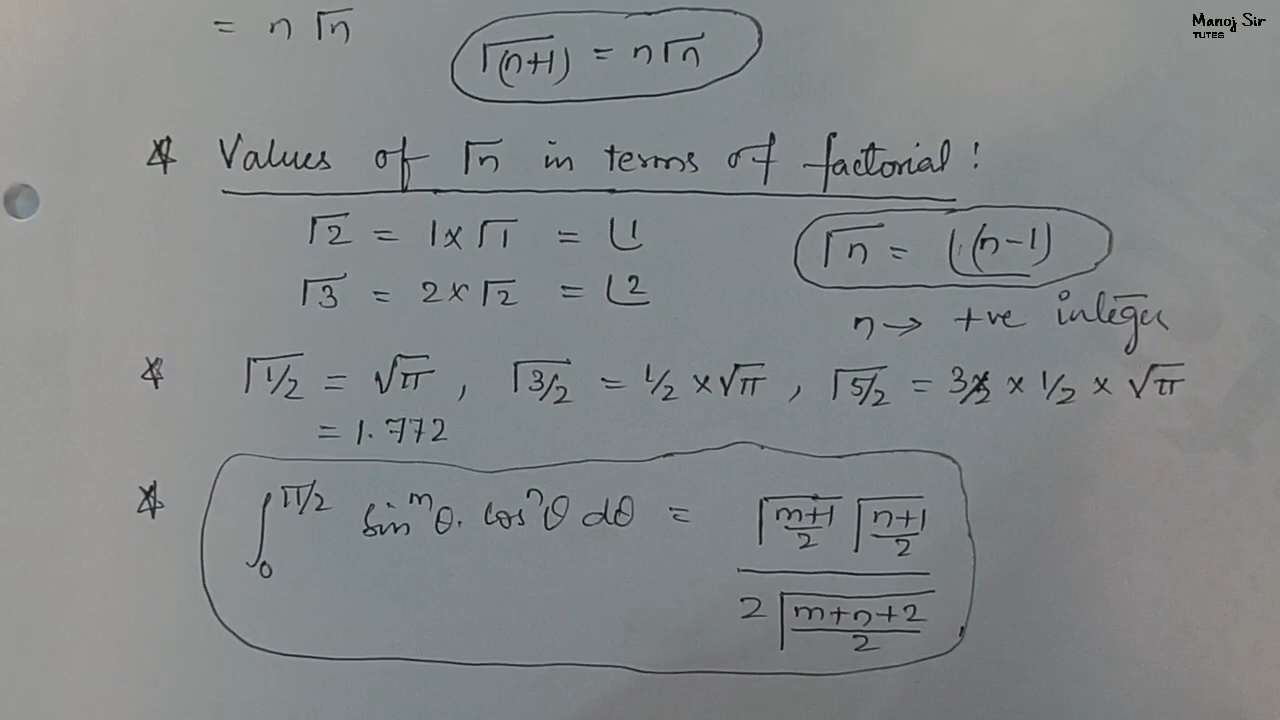 Manoj Sir
TUTES
= n Γn
Γ(n+1) = n Γn
* Values of Γn in terms of factorial :
Γ2 = 1 × Γ1 = ∟1
Γn = ∟(n-1)
Γ3 = 2 × Γ2 = ∟2
n → +ve integer
* Γ1/2 = √π , Γ3/2 = 1/2 × √π , Γ5/2 = 3/2 × 1/2 × √π
= 1.772
* ∫₀^π/2 sin^m θ. cos^n θ dθ = Γ(m+1)/2 Γ(n+1)/2 / 2 Γ(m+n+2)/2